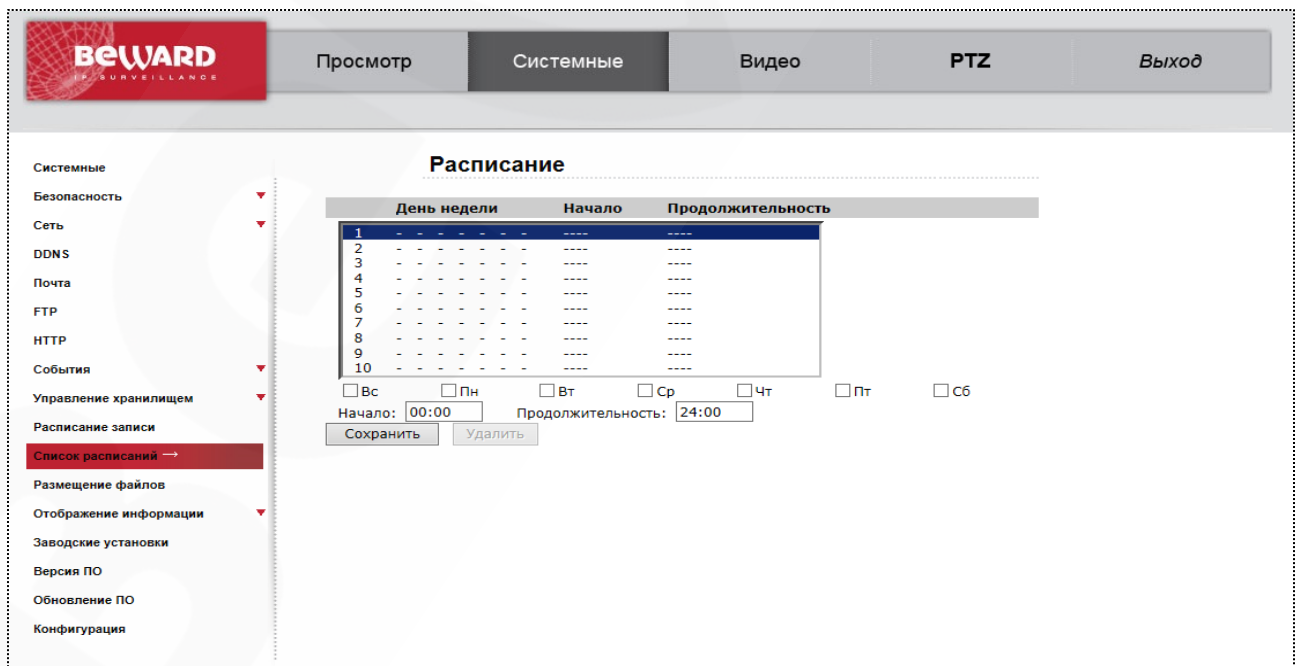 BEWARD
IP SURVEILLANCE
Просмотр Системные Видео PTZ Выход
Системные
Безопасность
Сеть
DDNS
Почта
FTP
HTTP
События
Управление хранилищем
Расписание записи
Список расписаний →
Размещение файлов
Отображение информации
Заводские установки
Версия ПО
Обновление ПО
Конфигурация
Расписание
День недели Начало Продолжительность
1 - - - - - - - ---- ----
2 - - - - - - - ---- ----
3 - - - - - - - ---- ----
4 - - - - - - - ---- ----
5 - - - - - - - ---- ----
6 - - - - - - - ---- ----
7 - - - - - - - ---- ----
8 - - - - - - - ---- ----
9 - - - - - - - ---- ----
10 - - - - - - - ---- ----
Вс Пн Вт Ср Чт Пт Сб
Начало: 00:00 Продолжительность: 24:00
Сохранить Удалить